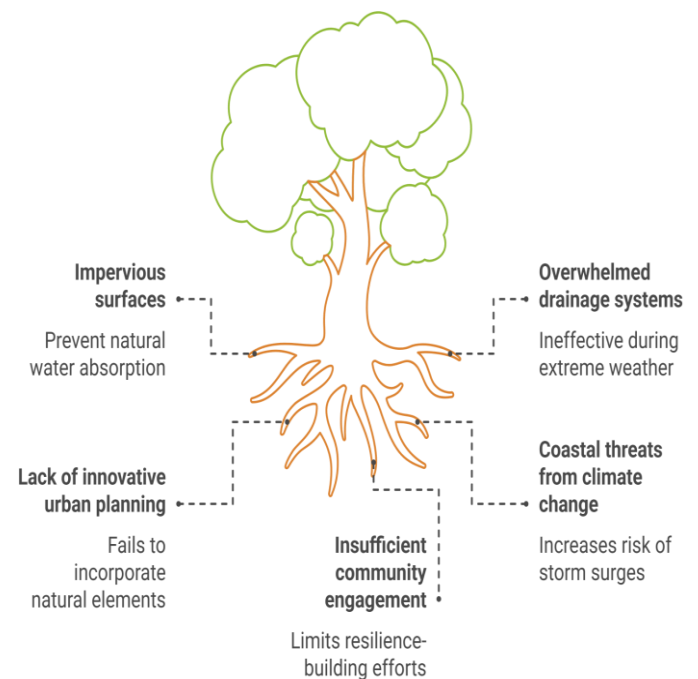 Impervious
surfaces
Prevent natural
water absorption
Overwhelmed
drainage systems
Ineffective during
extreme weather
Lack of innovative
urban planning
Fails to
incorporate
natural elements
Insufficient
community
engagement
Limits resilience-
building efforts
Coastal threats
from climate
change
Increases risk of
storm surges